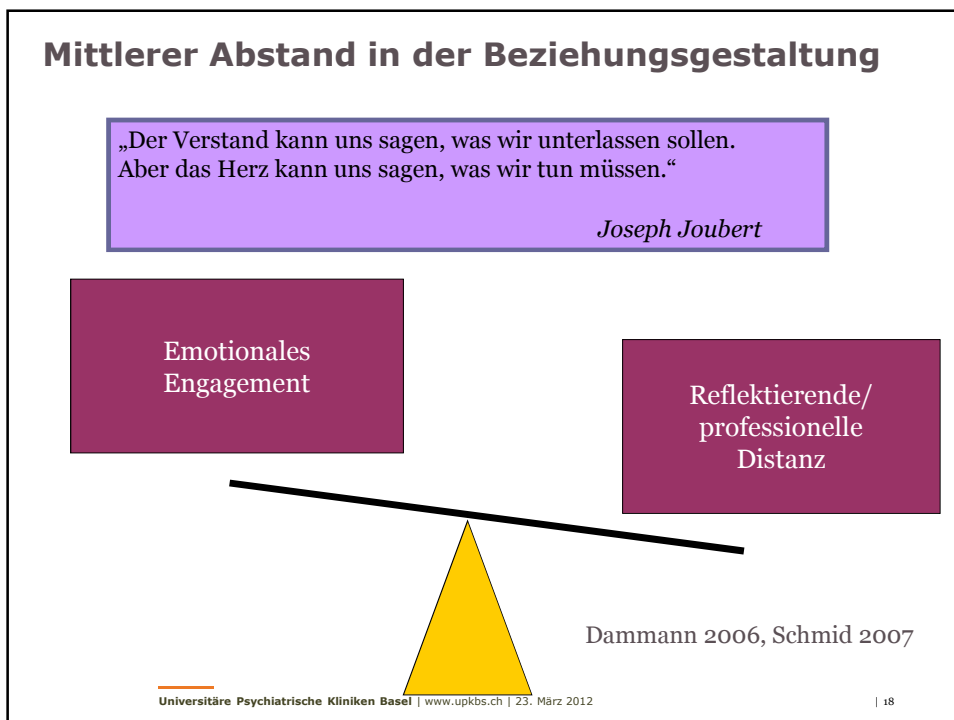 Mittlerer Abstand in der Beziehungsgestaltung
„Der Verstand kann uns sagen, was wir unterlassen sollen.
Aber das Herz kann uns sagen, was wir tun müssen.“
Joseph Joubert
Emotionales
Engagement
Reflektierende/
professionelle
Distanz
Dammann 2006, Schmid 2007
Universitäre Psychiatrische Kliniken Basel | www.upkbs.ch | 23. März 2012 | 18